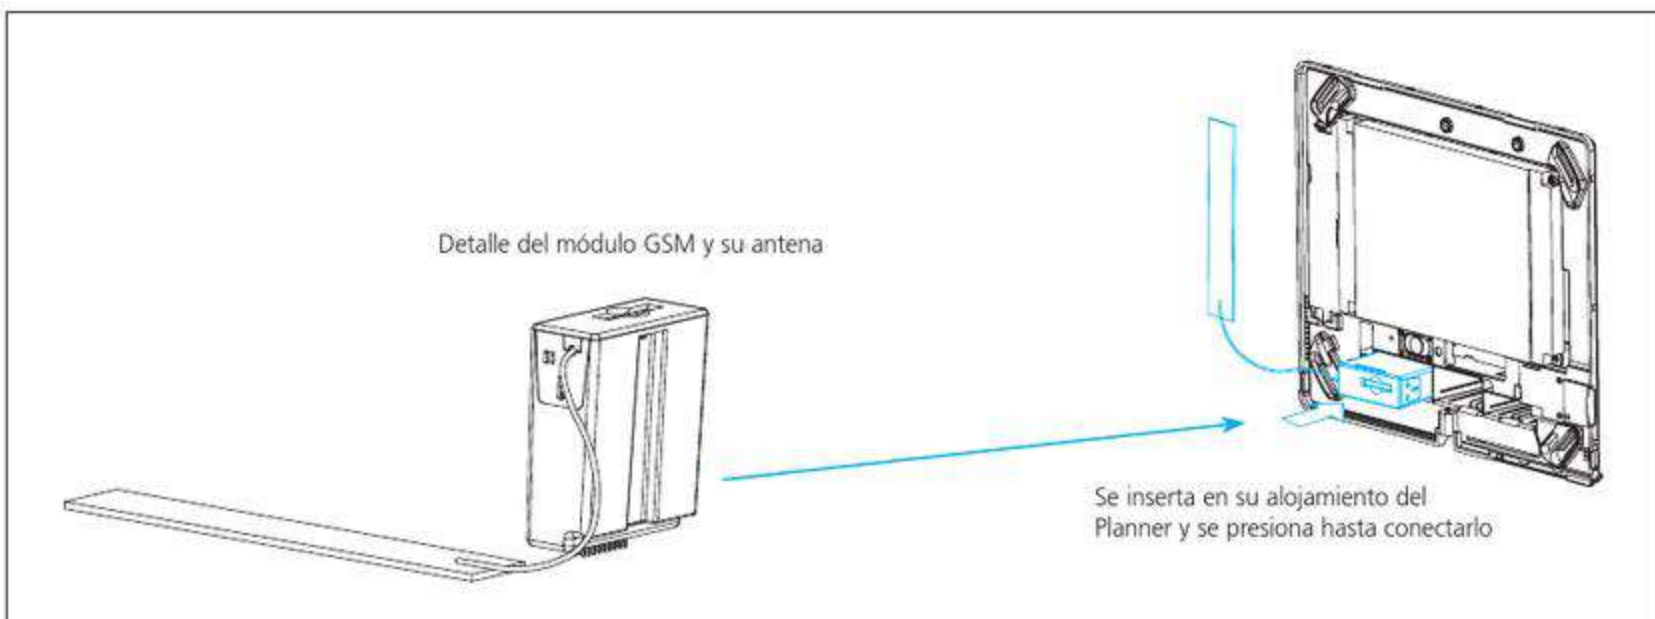 Detalle del módulo GSM y su antena
Se inserta en su alojamiento del
Planner y se presiona hasta conectarlo